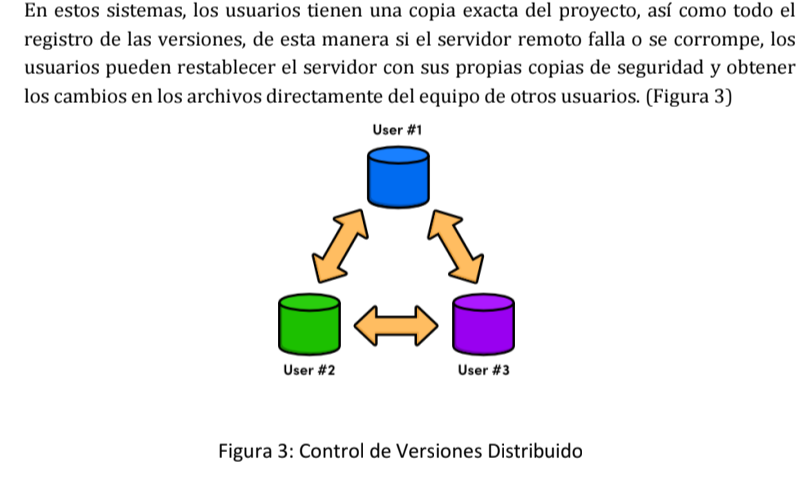 En estos sistemas, los usuarios tienen una copia exacta del proyecto, así como todo el
registro de las versiones, de esta manera si el servidor remoto falla o se corrompe, los
usuarios pueden restablecer el servidor con sus propias copias de seguridad y obtener
los cambios en los archivos directamente del equipo de otros usuarios. (Figura 3)
User #1
User #2
User #3
Figura 3: Control de Versiones Distribuido